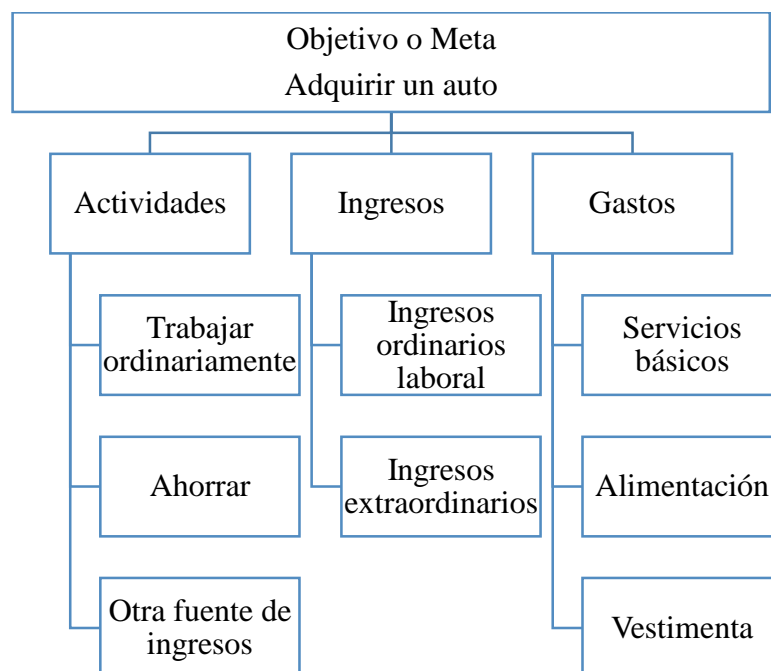 Objetivo o Meta
Adquirir un auto
Actividades
Ingresos
Gastos
Trabajar
ordinariamente
Ingresos
ordinarios
laboral
Servicios
básicos
Ahorrar
Ingresos
extraordinarios
Alimentación
Otra fuente de
ingresos
Vestimenta